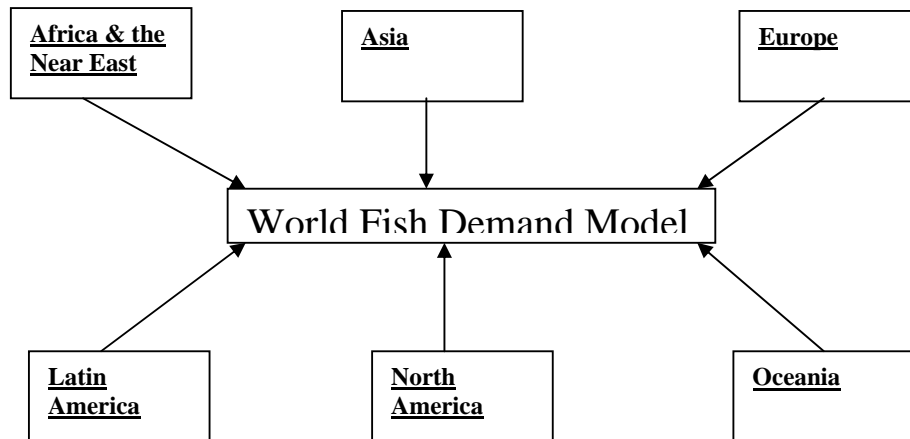 Africa & the
Near East
Asia
Europe
World Fish Demand Model
Latin
America
North
America
Oceania